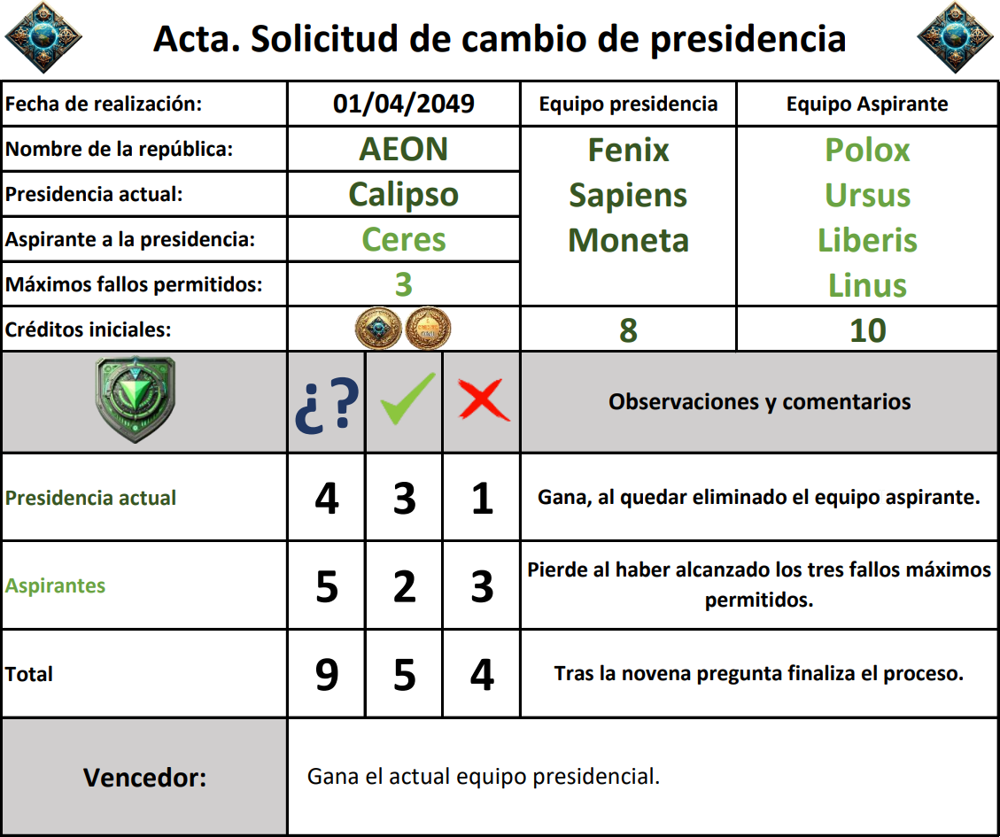 Acta. Solicitud de cambio de presidencia
Fecha de realización: 01/04/2049 Equipo presidencia Equipo Aspirante
Nombre de la república: AEON Fenix Polox
Presidencia actual: Calipso Sapiens Ursus
Aspirante a la presidencia: Ceres Moneta Liberis
Máximos fallos permitidos: 3 Linus
Créditos iniciales: 8 10
¿? Observaciones y comentarios
Presidencia actual 4 3 1 Gana, al quedar eliminado el equipo aspirante.
Aspirantes 5 2 3 Pierde al haber alcanzado los tres fallos máximos
permitidos.
Total 9 5 4 Tras la novena pregunta finaliza el proceso.
Vencedor: Gana el actual equipo presidencial.